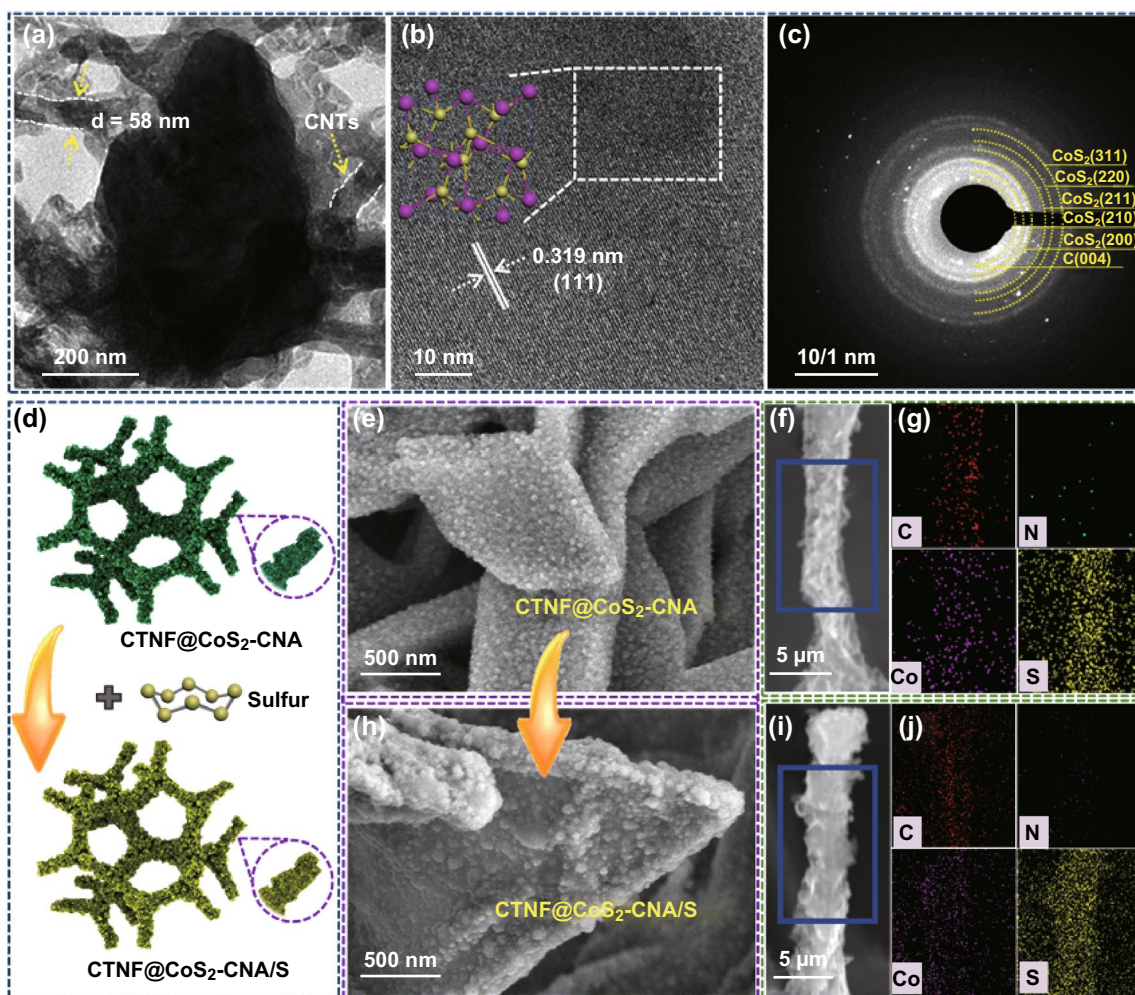 (a)
d = 58 nm
CNTs
200 nm
(b)
0.319 nm
(111)
10 nm
(c)
CoS₂(311)
CoS₂(220)
CoS₂(211)
CoS₂(210)
CoS₂(200)
C(004)
10/1 nm
(d)
CTNF@CoS₂-CNA
Sulfur
CTNF@CoS₂-CNA/S
(e)
CTNF@CoS₂-CNA
500 nm
(f)
5 µm
(g)
C
N
Co
S
(h)
CTNF@CoS₂-CNA/S
500 nm
(i)
5 µm
(j)
C
N
Co
S